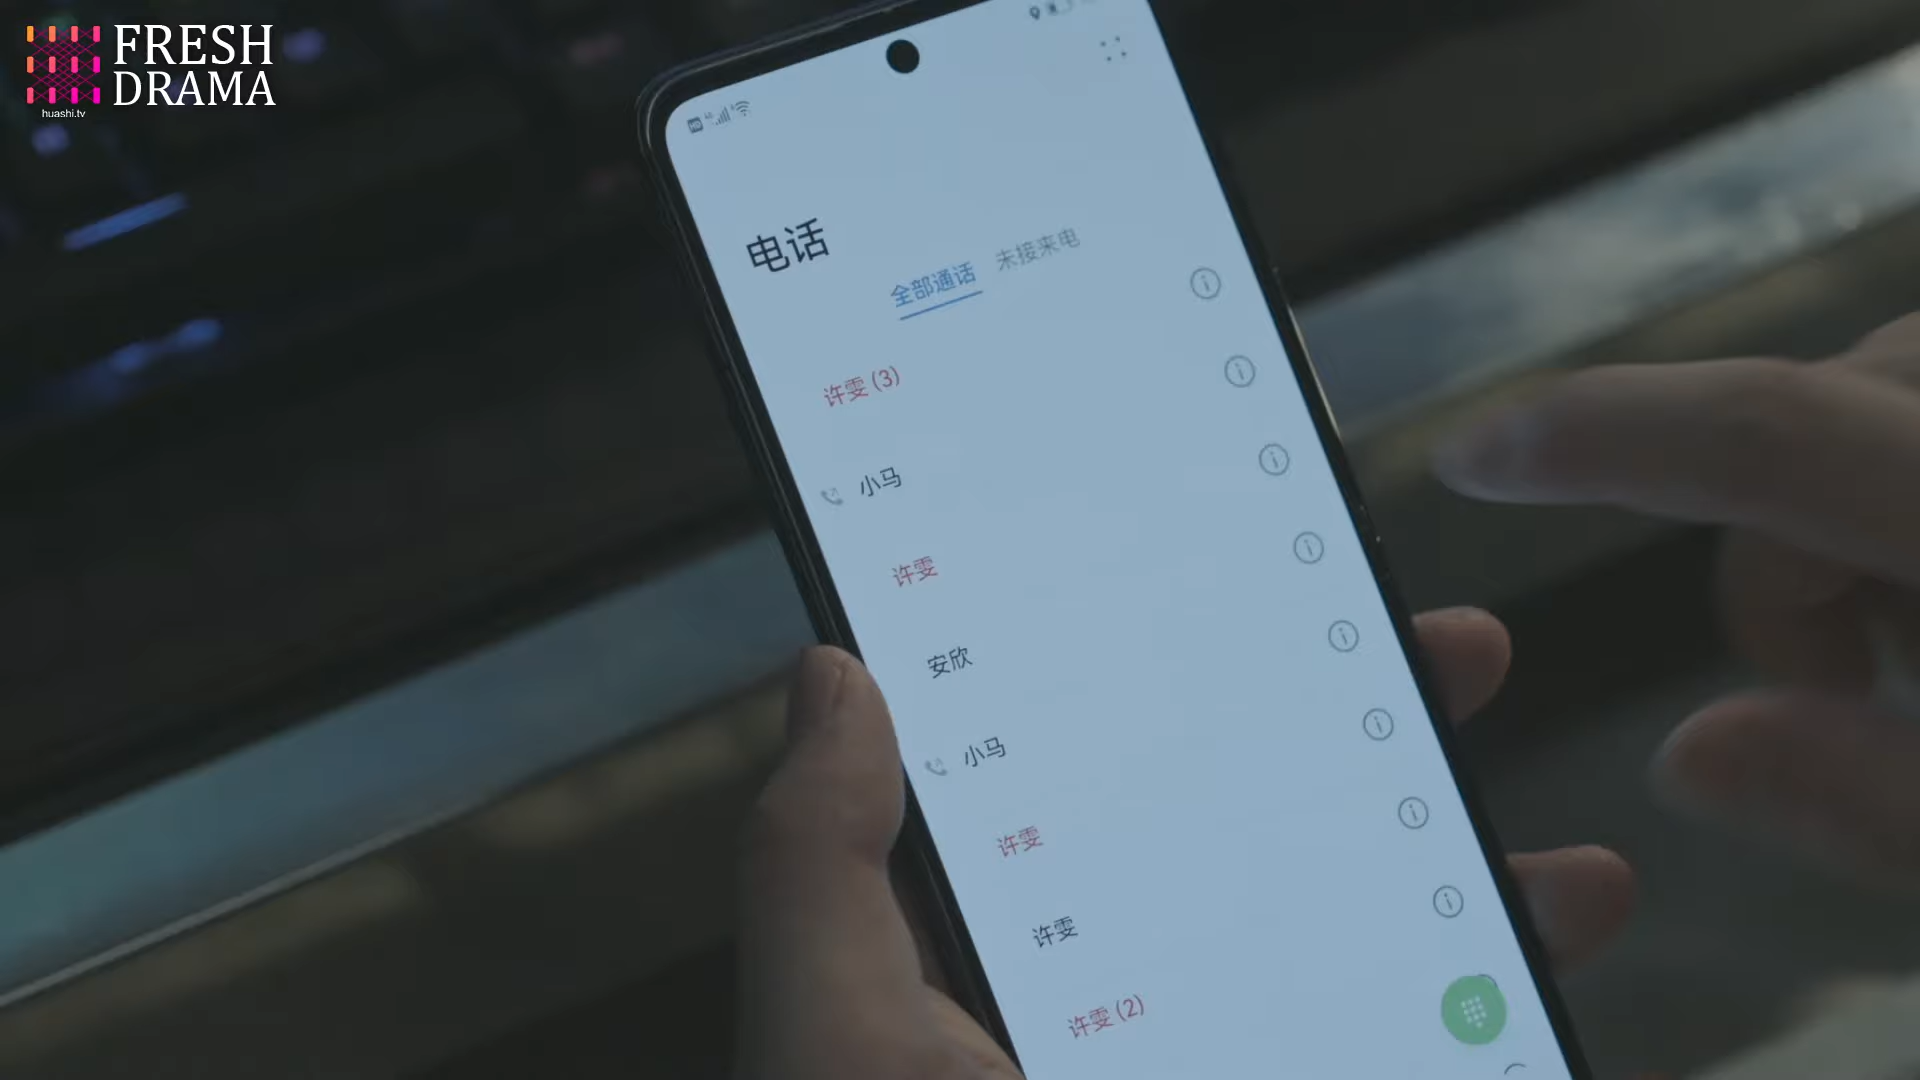 FRESH
DRAMA
huashi.tv
电话
全部通话 未接来电
许雯 (3)
小马
许雯
安欣
小马
许雯
许雯
许雯 (2)